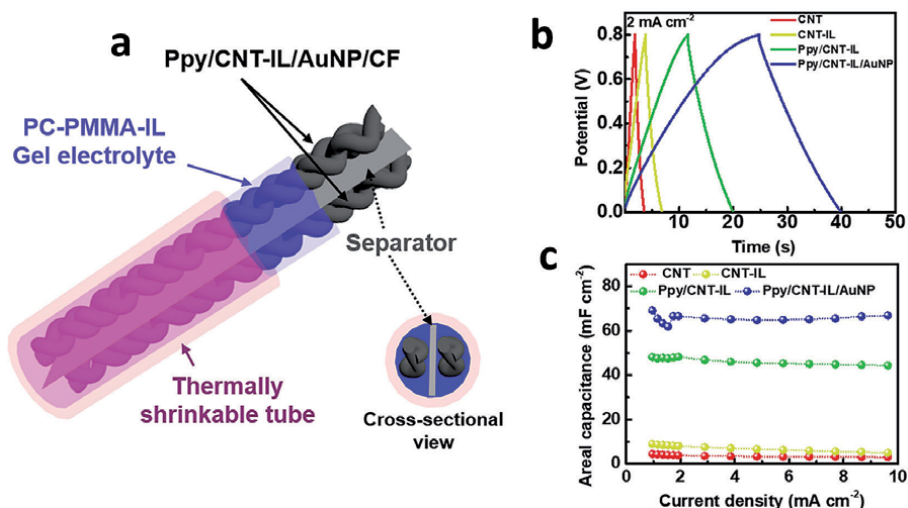 a
Ppy/CNT-IL/AuNP/CF
PC-PMMA-IL
Gel electrolyte
Separator
Thermally
shrinkable tube
Cross-sectional
view
b
2 mA cm⁻²
CNT
CNT-IL
Ppy/CNT-IL
Ppy/CNT-IL/AuNP
Potential (V)
0.8
0.6
0.4
0.2
0.0
0 10 20 30 40 50
Time (s)
c
CNT CNT-IL
Ppy/CNT-IL Ppy/CNT-IL/AuNP
Areal capacitance (mF cm⁻²)
80
60
40
20
0
0 2 4 6 8 10
Current density (mA cm⁻²)